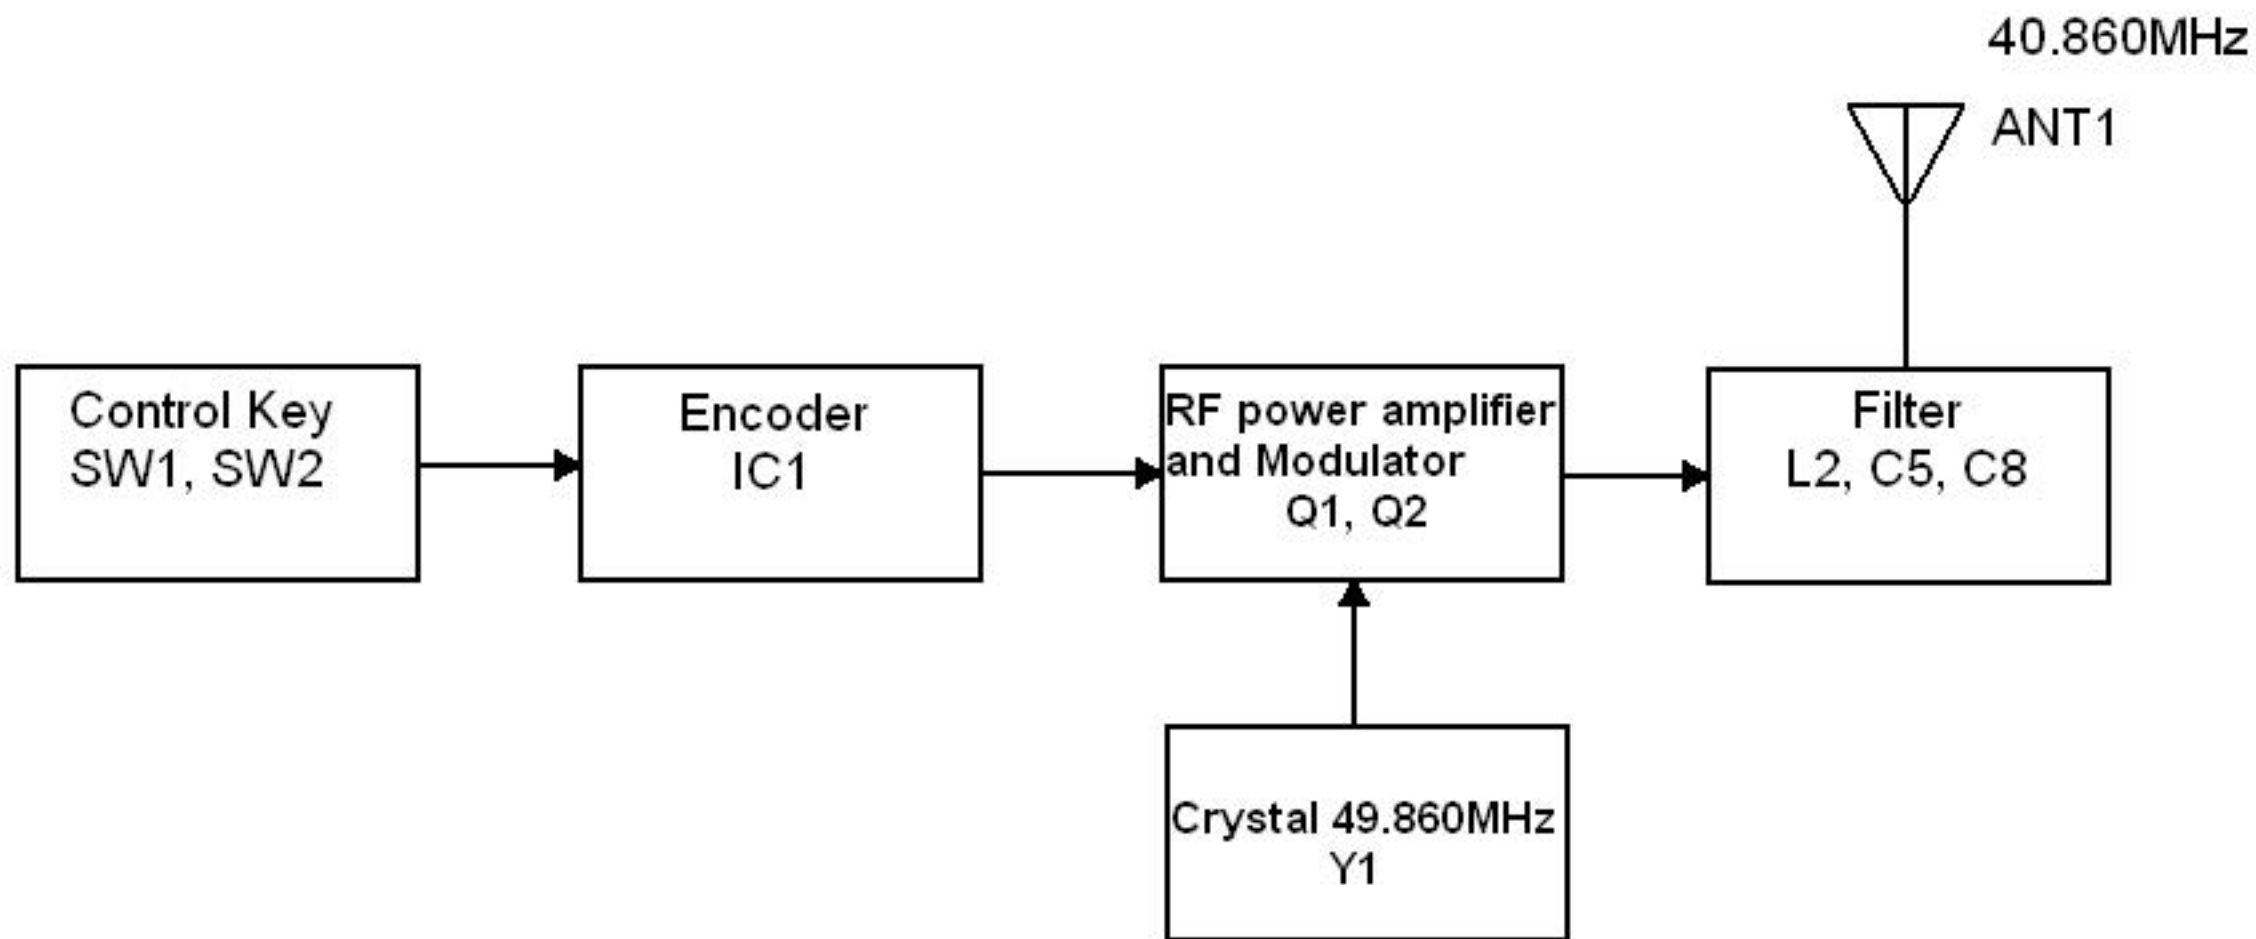 40.860MHz
ANT1
Control Key
SW1, SW2
Encoder
IC1
RF power amplifier
and Modulator
Q1, Q2
Filter
L2, C5, C8
Crystal 49.860MHz
Y1